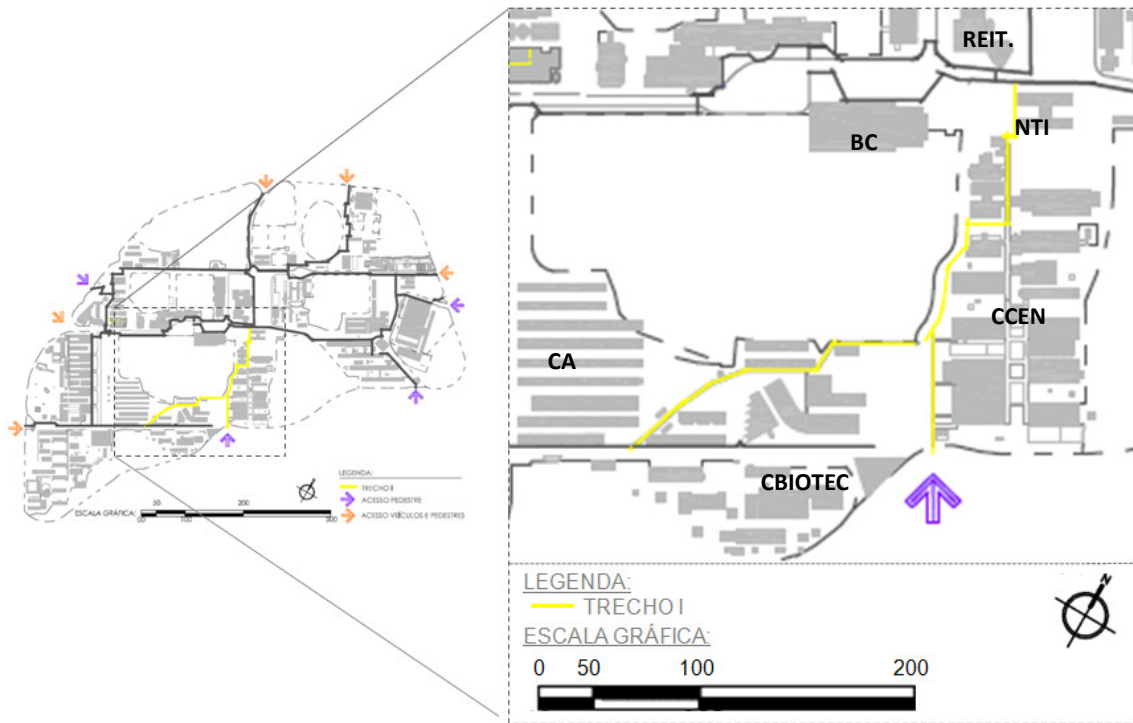 REIT.
NTI
BC
CCEN
CA
CBIOTEC
LEGENDA:
TRECHO I
ACESSO PEDESTRE
ACESSO VEÍCULOS E PEDESTRES
N
ESCALA GRÁFICA:
00 50 100 200 300
LEGENDA:
TRECHO I
ESCALA GRÁFICA:
0 50 100 200
N